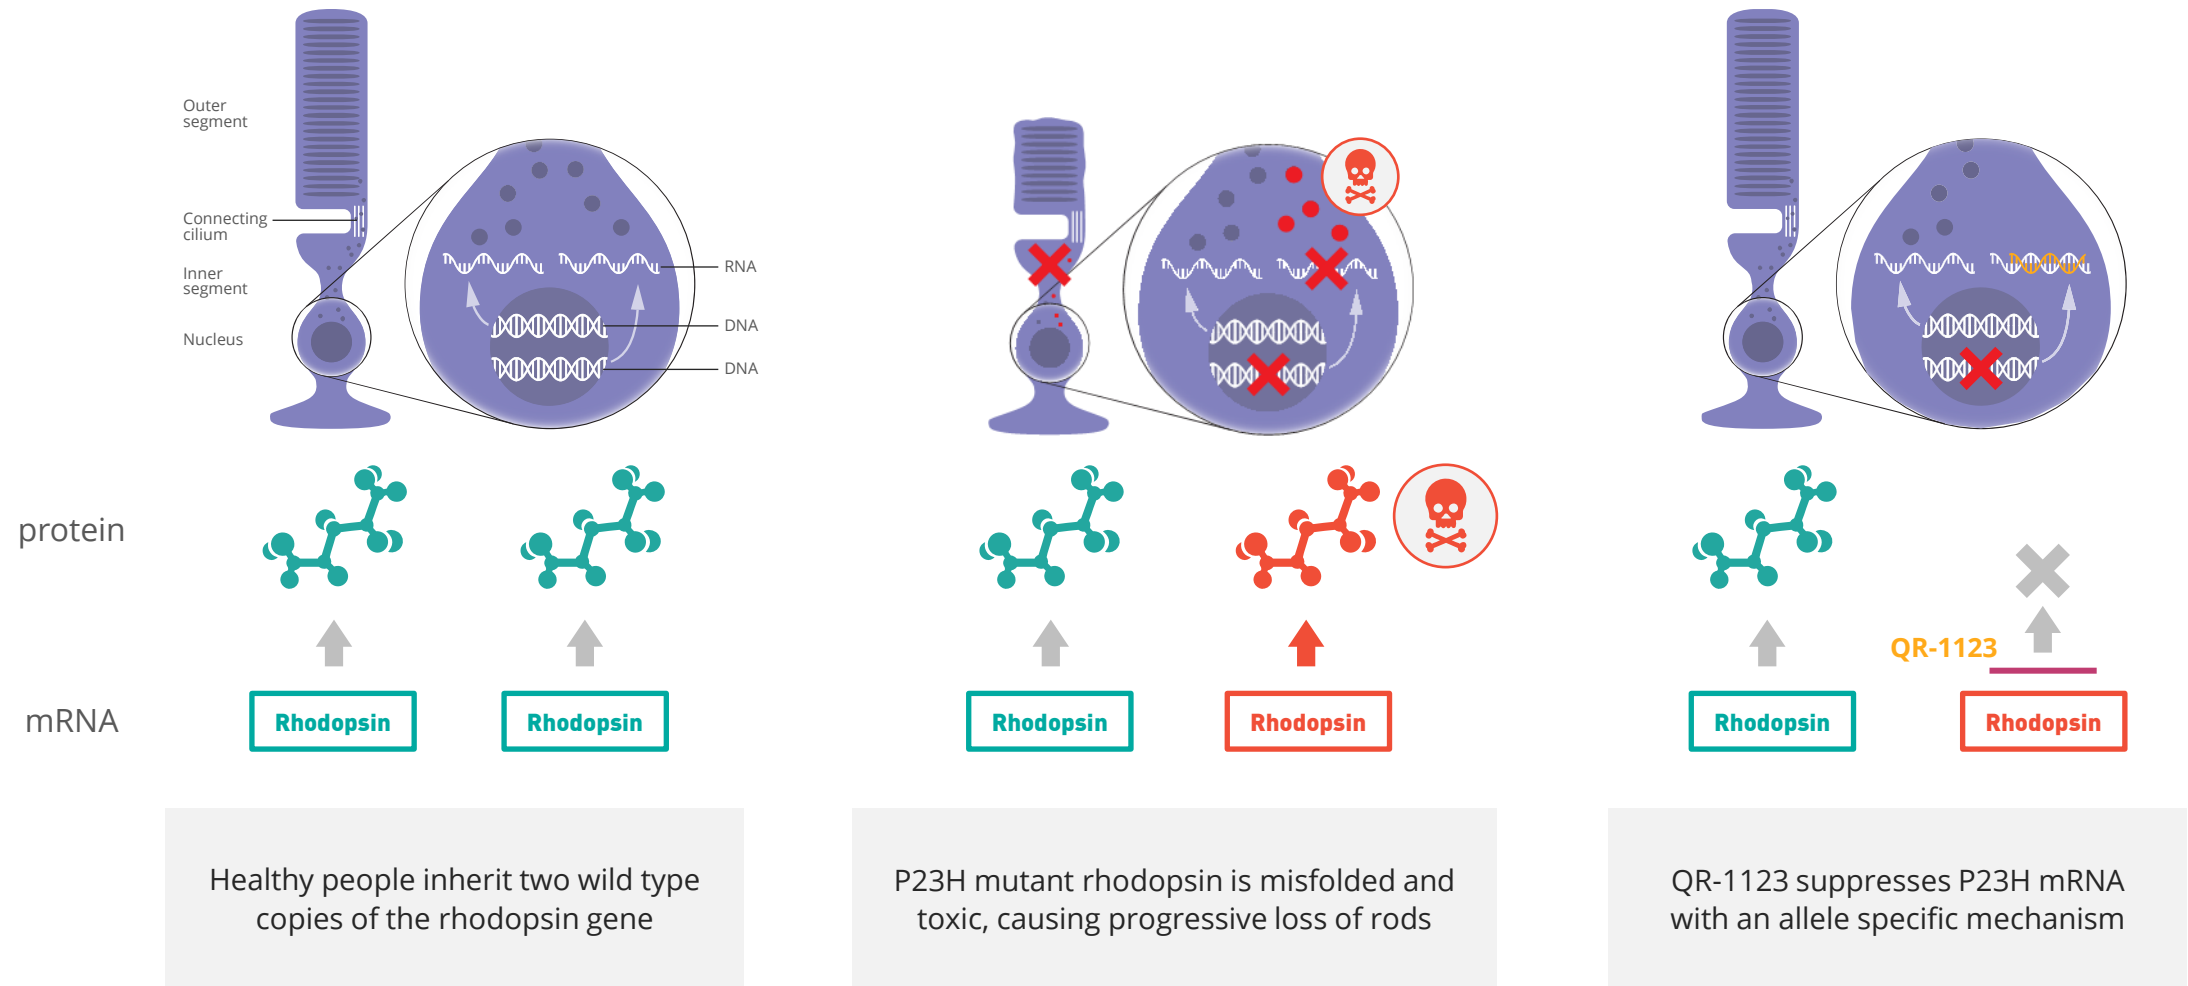 Outer
segment
Connecting
cilium
Inner
segment
Nucleus
RNA
DNA
DNA
protein
mRNA
Rhodopsin
Rhodopsin
Rhodopsin
Rhodopsin
QR-1123
Rhodopsin
Rhodopsin
Healthy people inherit two wild type
copies of the rhodopsin gene
P23H mutant rhodopsin is misfolded and
toxic, causing progressive loss of rods
QR-1123 suppresses P23H mRNA
with an allele specific mechanism